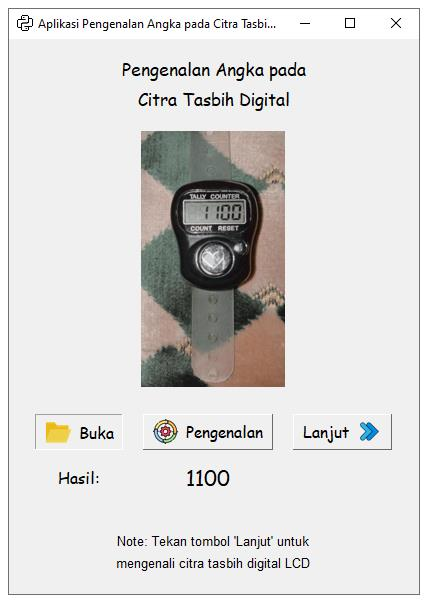 Aplikasi Pengenalan Angka pada Citra Tasbi...
Pengenalan Angka pada
Citra Tasbih Digital
TALLY COUNTER
1100
COUNT RESET
Buka
Pengenalan
Lanjut
Hasil: 1100
Note: Tekan tombol 'Lanjut' untuk
mengenali citra tasbih digital LCD